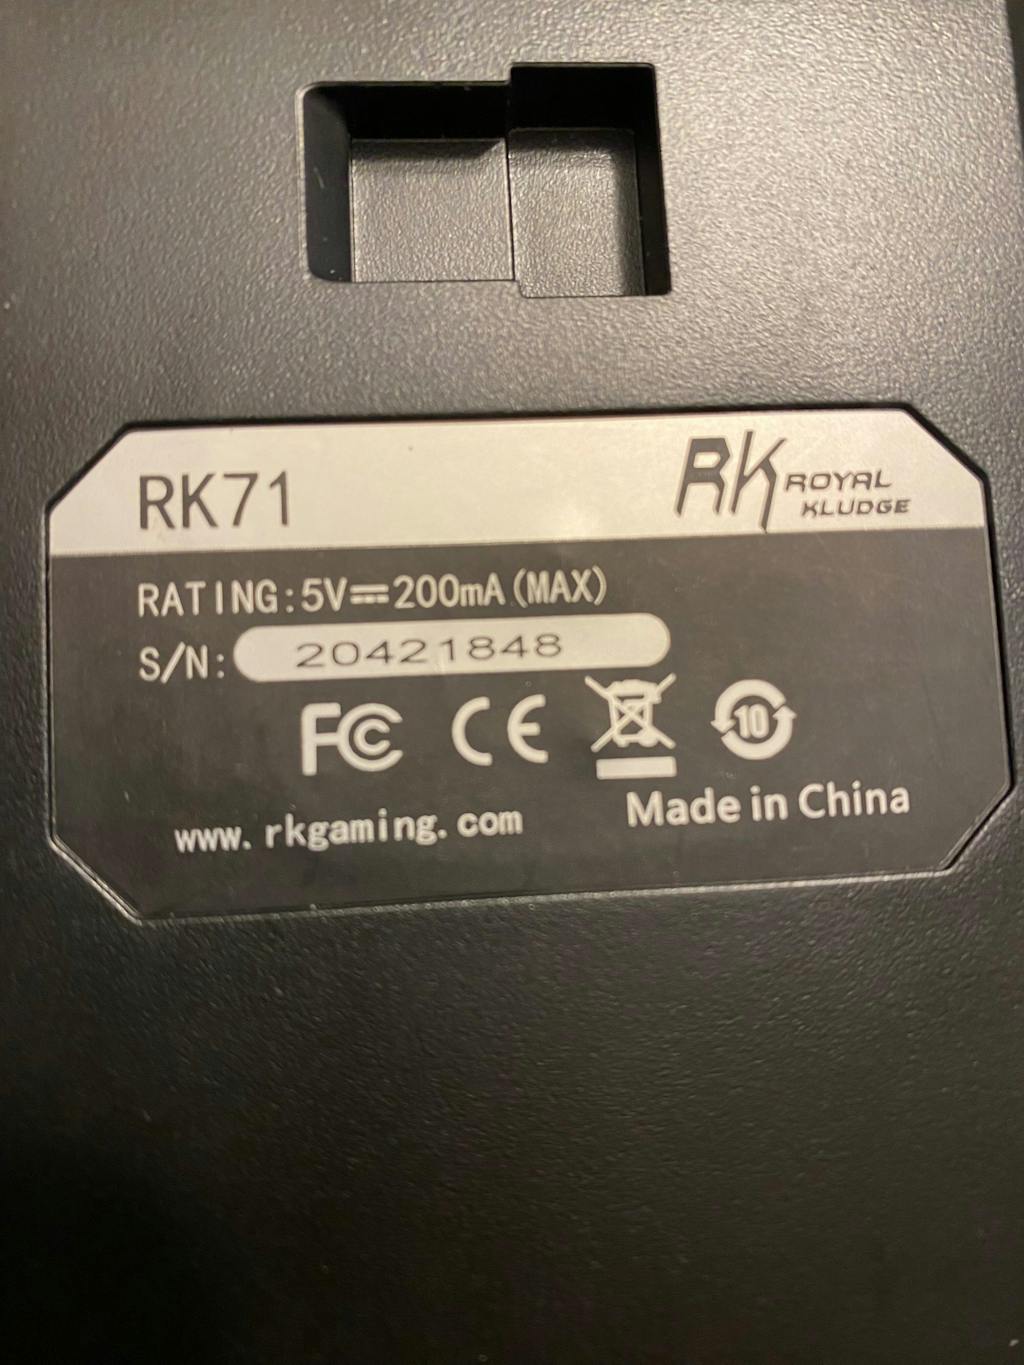 RK71
RK ROYAL
KLUDGE
RATING:5V⎓200mA(MAX)
S/N: 20421848
FC CE 10
www.rkgaming.com
Made in China